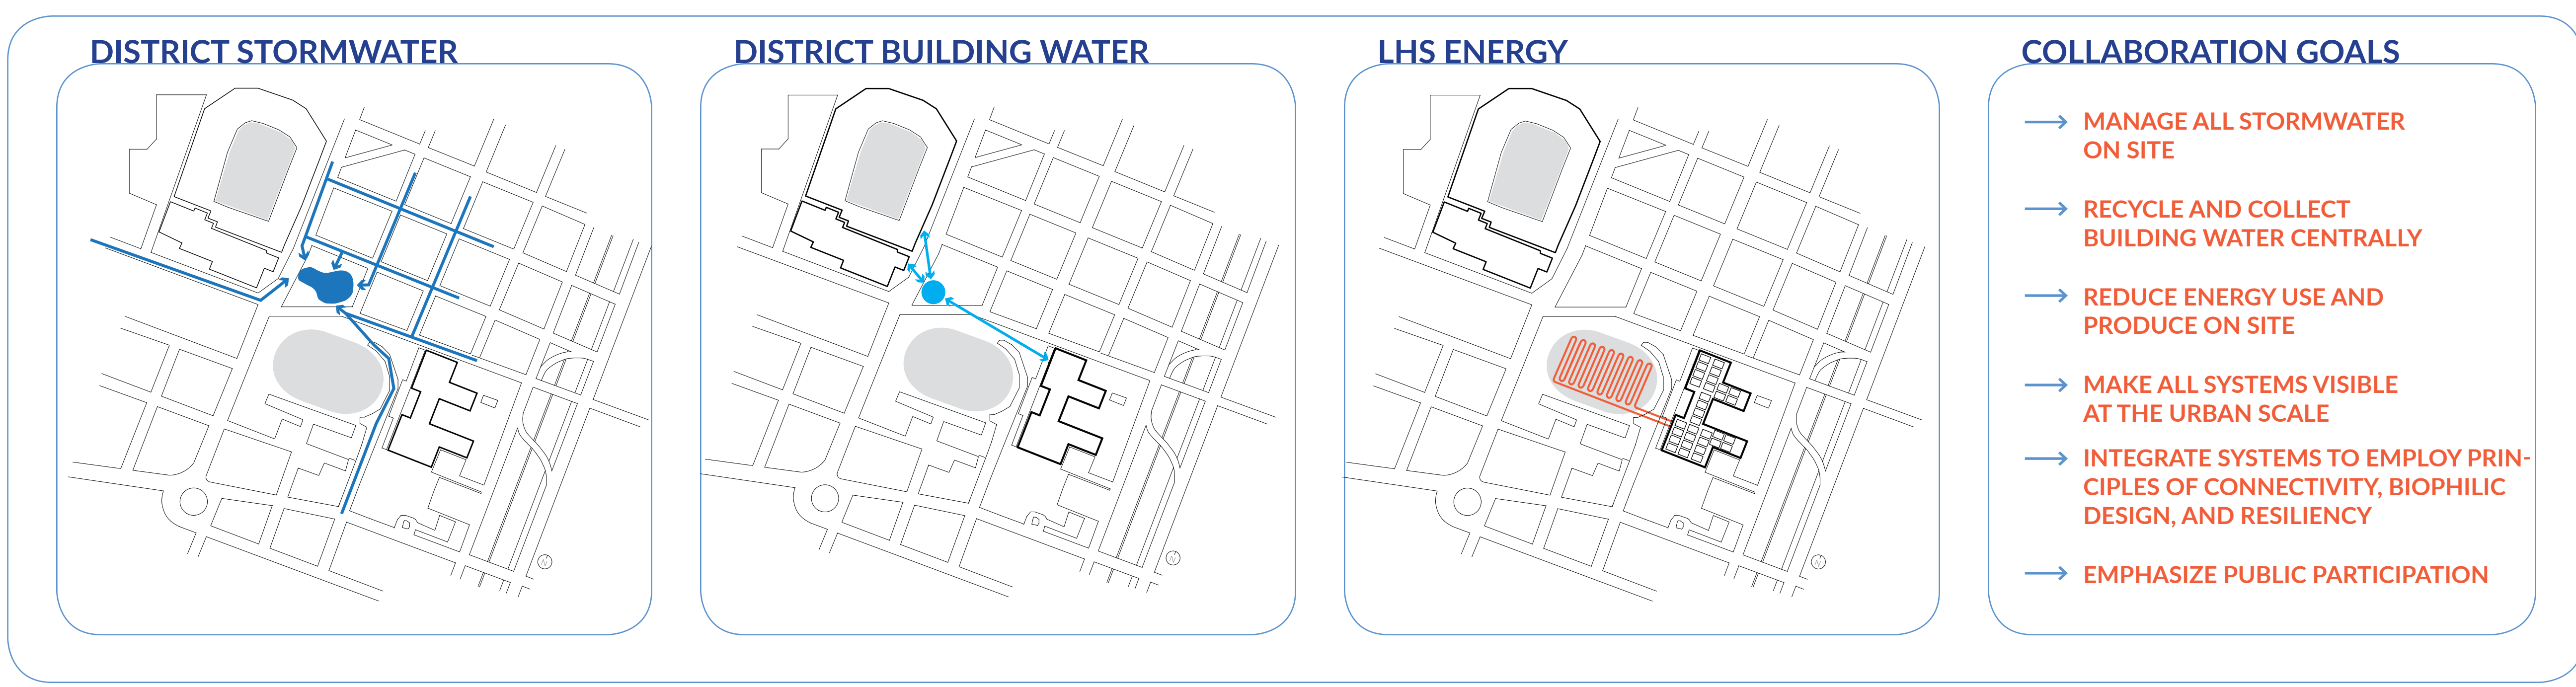 DISTRICT STORMWATER
N
DISTRICT BUILDING WATER
N
LHS ENERGY
N
COLLABORATION GOALS
MANAGE ALL STORMWATER
ON SITE
RECYCLE AND COLLECT
BUILDING WATER CENTRALLY
REDUCE ENERGY USE AND
PRODUCE ON SITE
MAKE ALL SYSTEMS VISIBLE
AT THE URBAN SCALE
INTEGRATE SYSTEMS TO EMPLOY PRIN-
CIPLES OF CONNECTIVITY, BIOPHILIC
DESIGN, AND RESILIENCY
EMPHASIZE PUBLIC PARTICIPATION